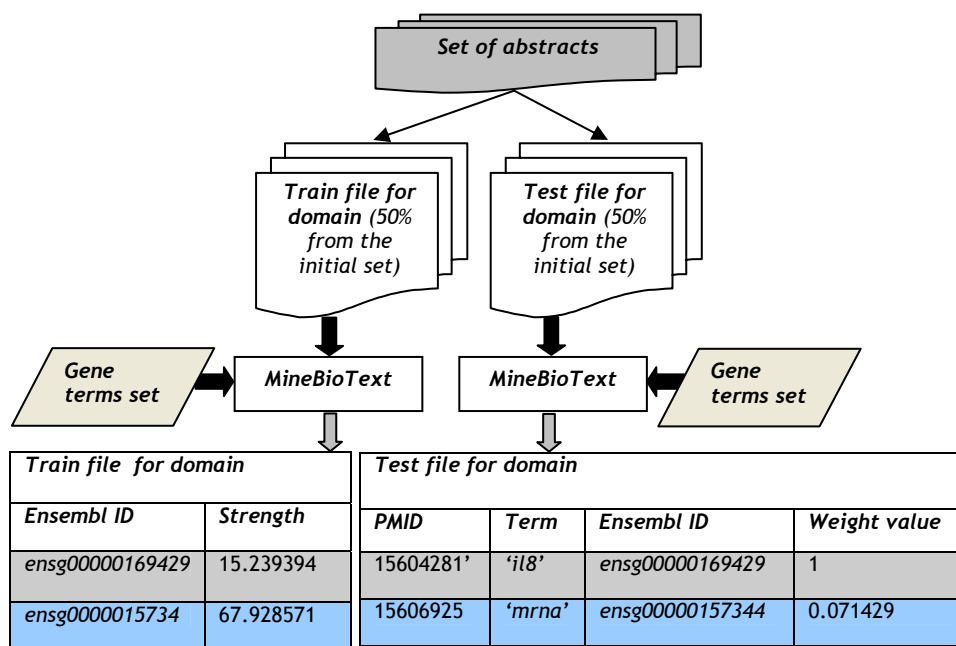 Set of abstracts
Train file for
domain (50%
from the
initial set)
Test file for
domain (50%
from the
initial set)
Gene
terms set
MineBioText
MineBioText
Gene
terms set
Train file for domain
Ensembl ID Strength
ensg00000169429 15.239394
ensg0000015734 67.928571
Test file for domain
PMID Term Ensembl ID Weight value
15604281’ ‘il8’ ensg00000169429 1
15606925 ‘mrna’ ensg00000157344 0.071429